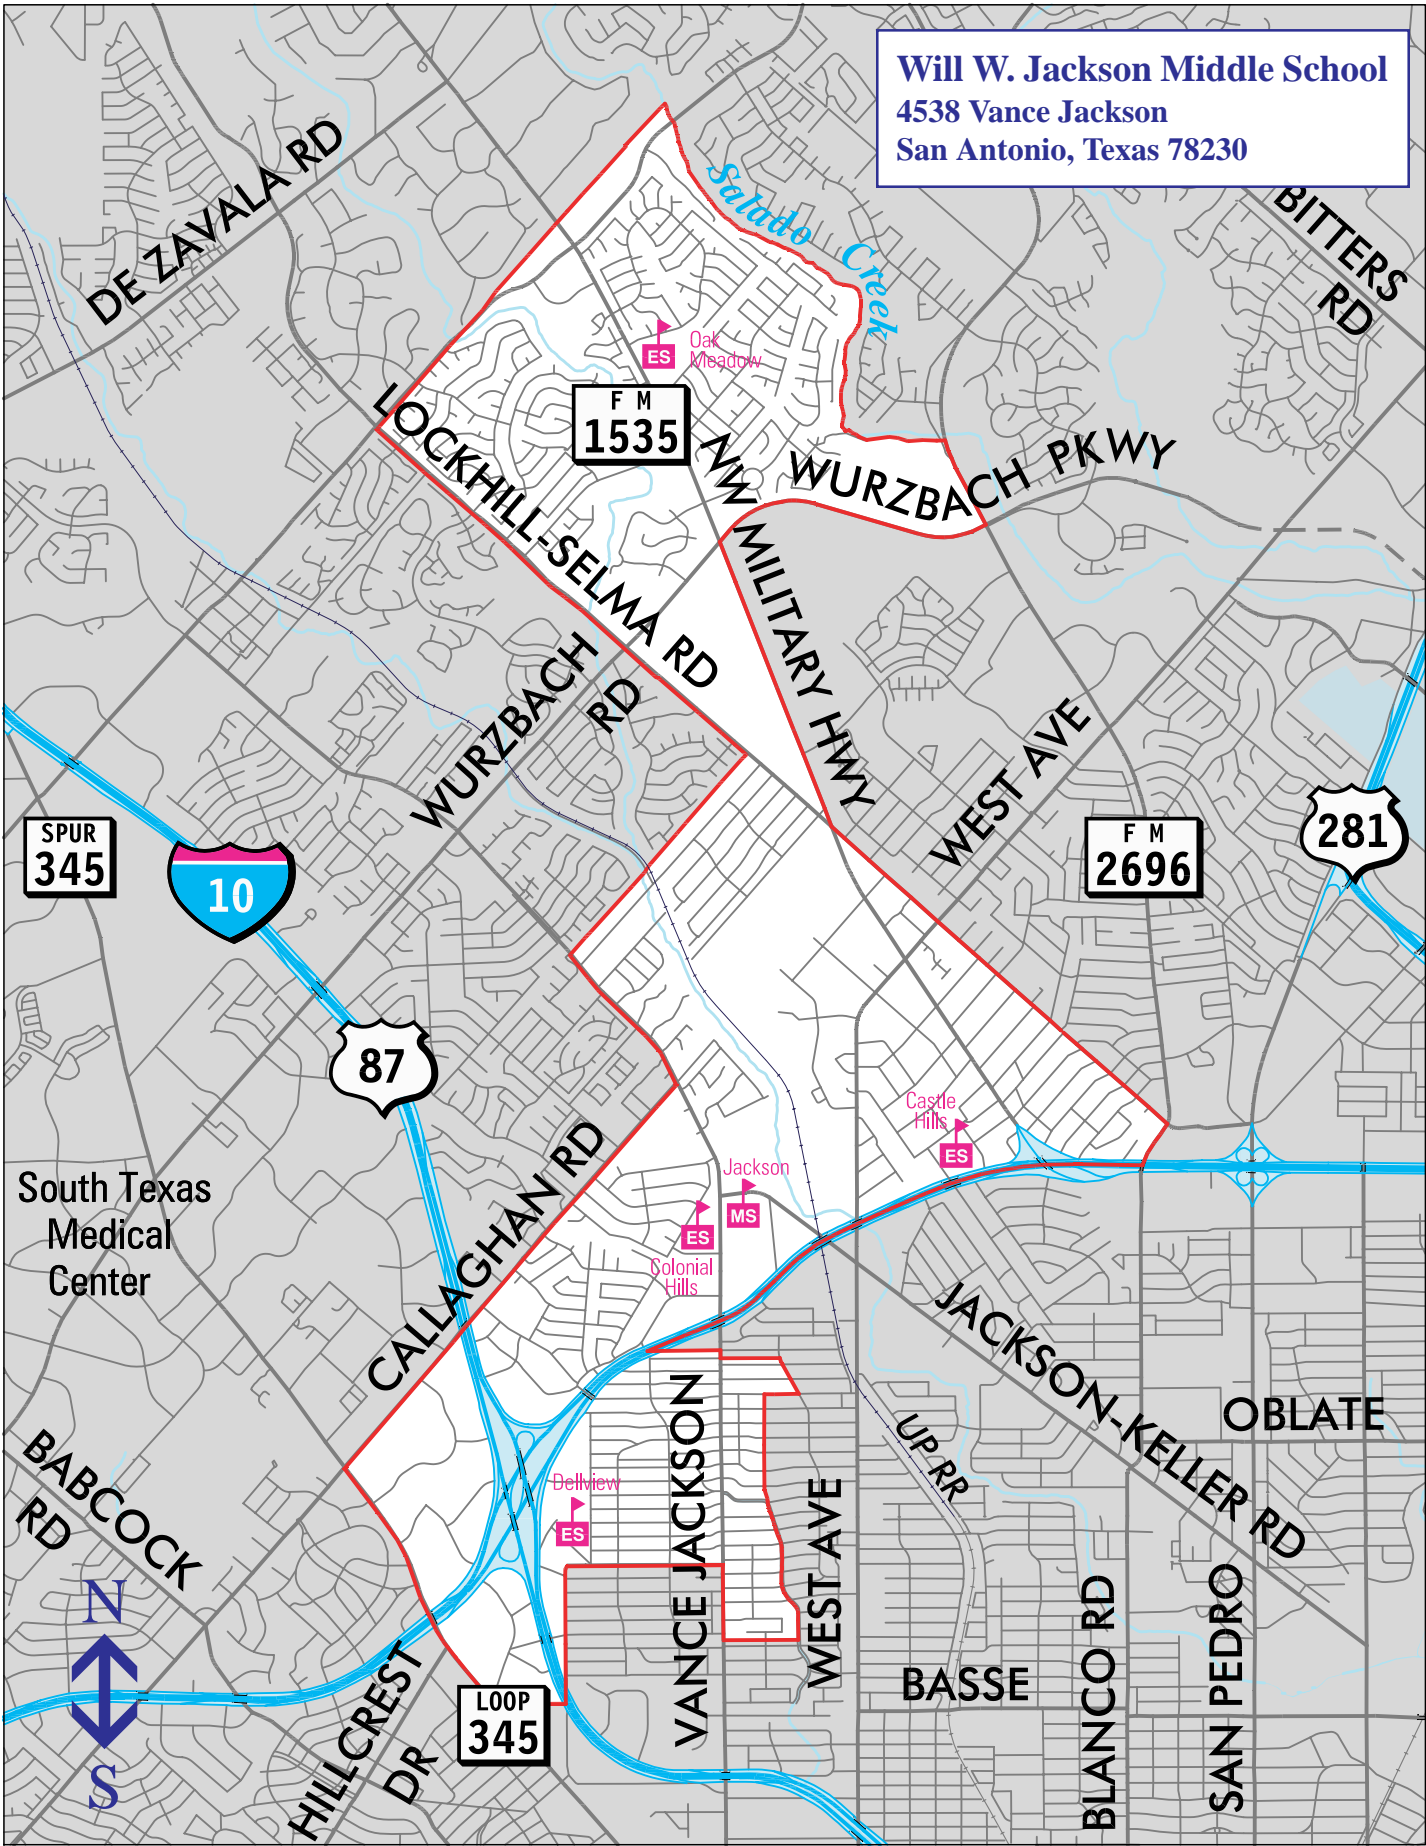 Will W. Jackson Middle School
4538 Vance Jackson
San Antonio, Texas 78230
DE ZAVALA RD
Salado Creek
BITTERS
RD
ES
Oak
Meadow
F M
1535
LOCKHILL-SELMA RD
NW MILITARY HWY
WURZBACH PKWY
WURZBACH
RD
WEST AVE
SPUR
345
10
F M
2696
281
87
Castle
Hills
ES
South Texas
Medical
Center
CALLAGHAN RD
Jackson
MS
ES
Colonial
Hills
JACKSON-KELLER RD
OBLATE
BABCOCK
RD
Dellview
ES
VANCE JACKSON
WEST AVE
UP RR
BLANCO RD
SAN PEDRO
BASSE
N
S
HILLCREST
DR
LOOP
345